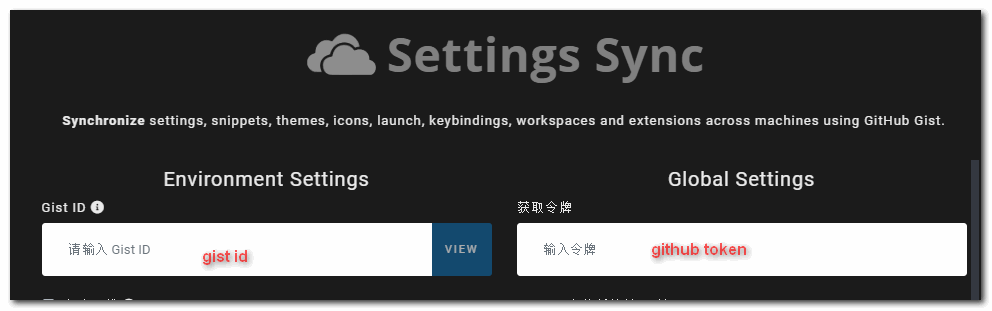 Settings Sync
Synchronize settings, snippets, themes, icons, launch, keybindings, workspaces and extensions across machines using GitHub Gist.
Environment Settings
Gist ID
请输入 Gist ID
gist id
VIEW
Global Settings
获取令牌
输入令牌
github token